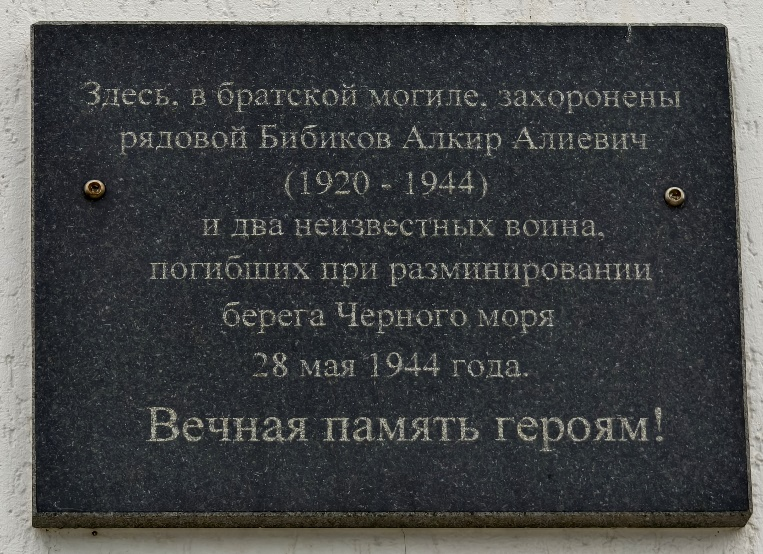 Здесь, в братской могиле, захоронены
рядовой Бибиков Алкир Алиевич
(1920 - 1944)
и два неизвестных воина,
погибших при разминировании
берега Черного моря
28 мая 1944 года.
Вечная память героям!